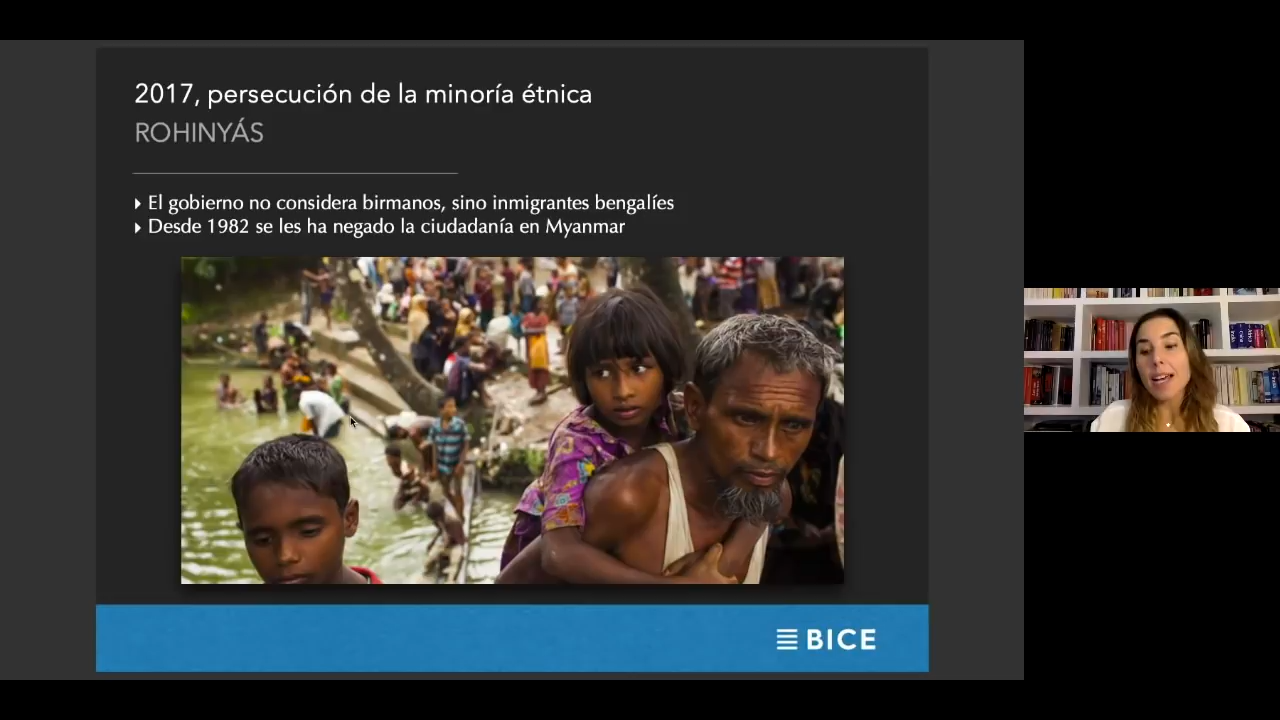 2017, persecución de la minoría étnica
ROHINYÁS
El gobierno no considera birmanos, sino inmigrantes bengalíes
Desde 1982 se les ha negado la ciudadanía en Myanmar
BICE